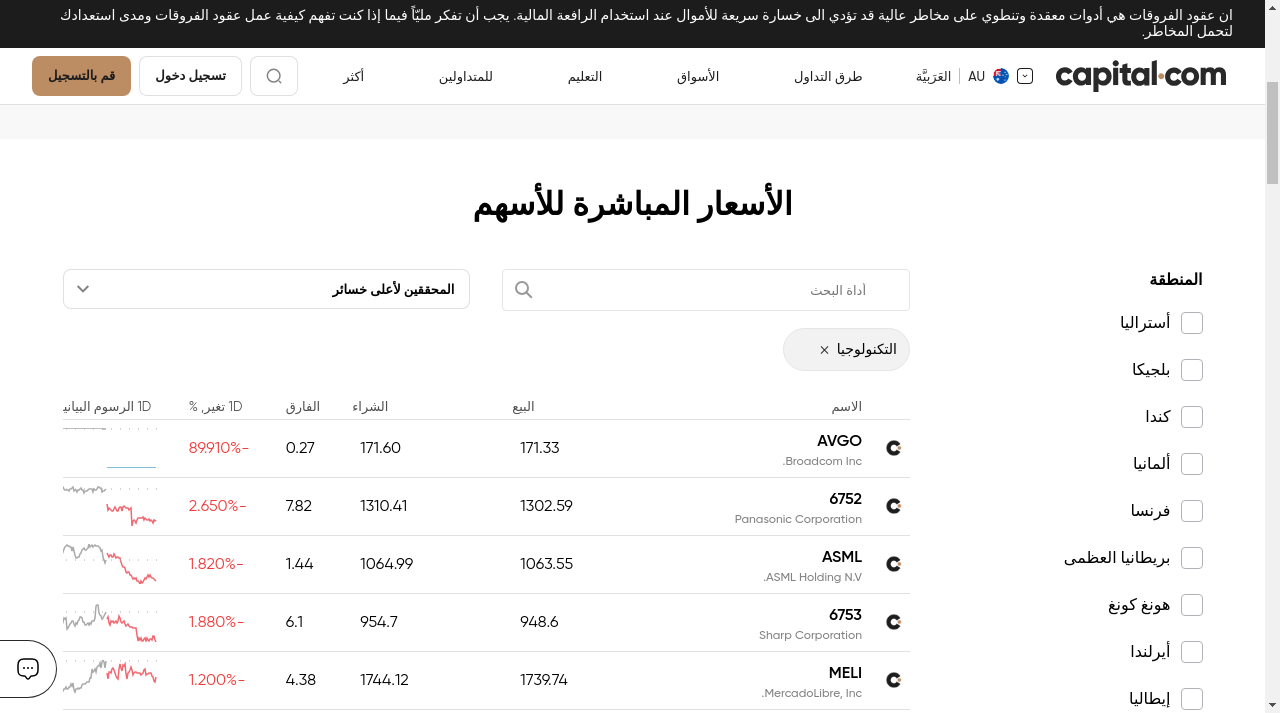 ان عقود الفروقات هي أدوات معقدة وتنطوي على مخاطر عالية قد تؤدي الى خسارة سريعة للأموال عند استخدام الرافعة المالية. يجب أن تفكر مليّاً فيما إذا كنت تفهم كيفية عمل عقود الفروقات ومدى استعدادك
لتحمل المخاطر.
capital.com
AU العَرَبيَّة
طرق التداول
الأسواق
التعليم
للمتداولين
أكثر
تسجيل دخول
قم بالتسجيل
الأسعار المباشرة للأسهم
المنطقة
أستراليا
بلجيكا
كندا
ألمانيا
فرنسا
بريطانيا العظمى
هونغ كونغ
أيرلندا
إيطاليا
أداة البحث
المحققين لأعلى خسائر
التكنولوجيا ×
الاسم البيع الشراء الفارق 1D تغير, % 1D الرسوم البياني
AVGO 171.33 171.60 0.27 -89.910%
Broadcom Inc.
6752 1302.59 1310.41 7.82 -2.650%
Panasonic Corporation
ASML 1063.55 1064.99 1.44 -1.820%
ASML Holding N.V.
6753 948.6 954.7 6.1 -1.880%
Sharp Corporation
MELI 1739.74 1744.12 4.38 -1.200%
MercadoLibre, Inc.